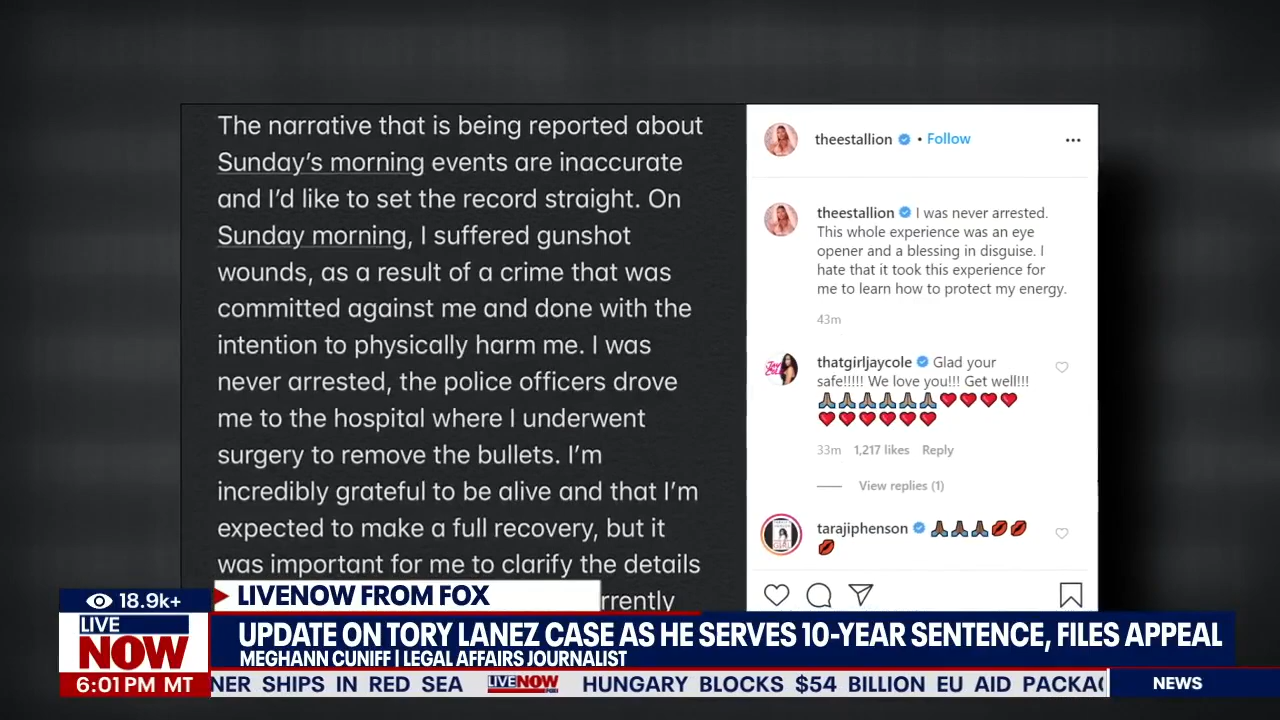 The narrative that is being reported about
Sunday's morning events are inaccurate
and I'd like to set the record straight. On
Sunday morning, I suffered gunshot
wounds, as a result of a crime that was
committed against me and done with the
intention to physically harm me. I was
never arrested, the police officers drove
me to the hospital where I underwent
surgery to remove the bullets. I'm
incredibly grateful to be alive and that I'm
expected to make a full recovery, but it
was important for me to clarify the details
rrently
theestallion • Follow
theestallion I was never arrested.
This whole experience was an eye
opener and a blessing in disguise. I
hate that it took this experience for
me to learn how to protect my energy.
43m
thatgirljaycole Glad your
safe!!!!! We love you!!! Get well!!!
🙏🏽🙏🏽🙏🏽🙏🏽🙏🏽🙏🏽❤️❤️❤️❤️
❤️❤️❤️❤️❤️❤️
33m 1,217 likes Reply
View replies (1)
tarajiphenson 🙏🏾🙏🏾🙏🏾💋💋
💋
18.9k+
LIVE
NOW
6:01 PM MT
LIVENOW FROM FOX
UPDATE ON TORY LANEZ CASE AS HE SERVES 10-YEAR SENTENCE, FILES APPEAL
MEGHANN CUNIFF | LEGAL AFFAIRS JOURNALIST
NER SHIPS IN RED SEA LIVENOW FOX HUNGARY BLOCKS $54 BILLION EU AID PACKA
NEWS